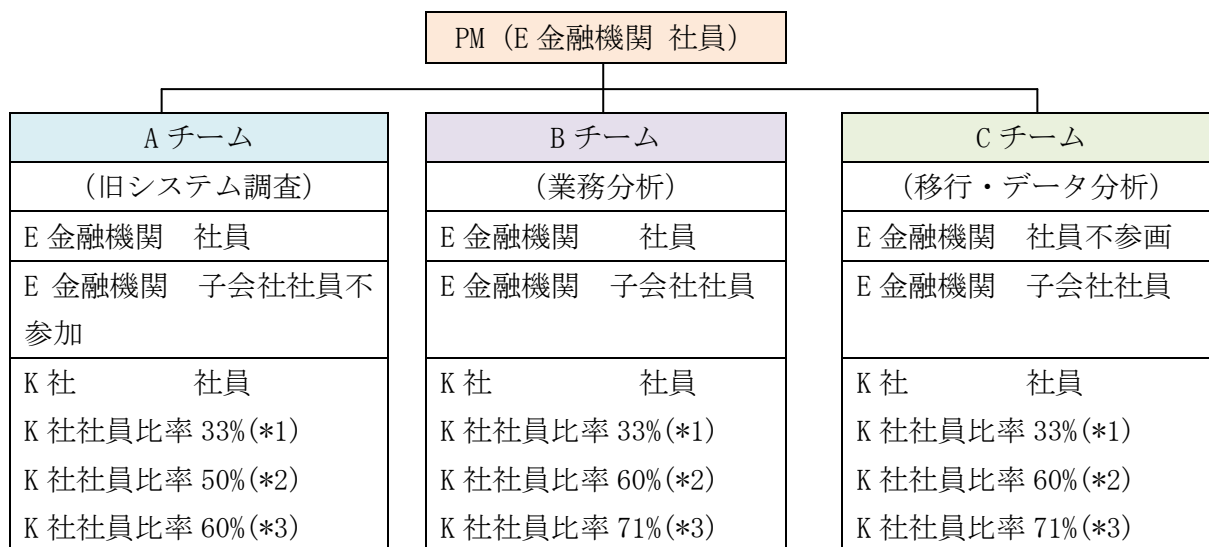 PM (E 金融機関 社員)
A チーム
(旧システム調査)
E 金融機関 社員
E 金融機関 子会社社員不
参加
K 社 社員
K 社社員比率 33%(*1)
K 社社員比率 50%(*2)
K 社社員比率 60%(*3)
B チーム
(業務分析)
E 金融機関 社員
E 金融機関 子会社社員
K 社 社員
K 社社員比率 33%(*1)
K 社社員比率 60%(*2)
K 社社員比率 71%(*3)
C チーム
(移行・データ分析)
E 金融機関 社員不参画
E 金融機関 子会社社員
K 社 社員
K 社社員比率 33%(*1)
K 社社員比率 60%(*2)
K 社社員比率 71%(*3)